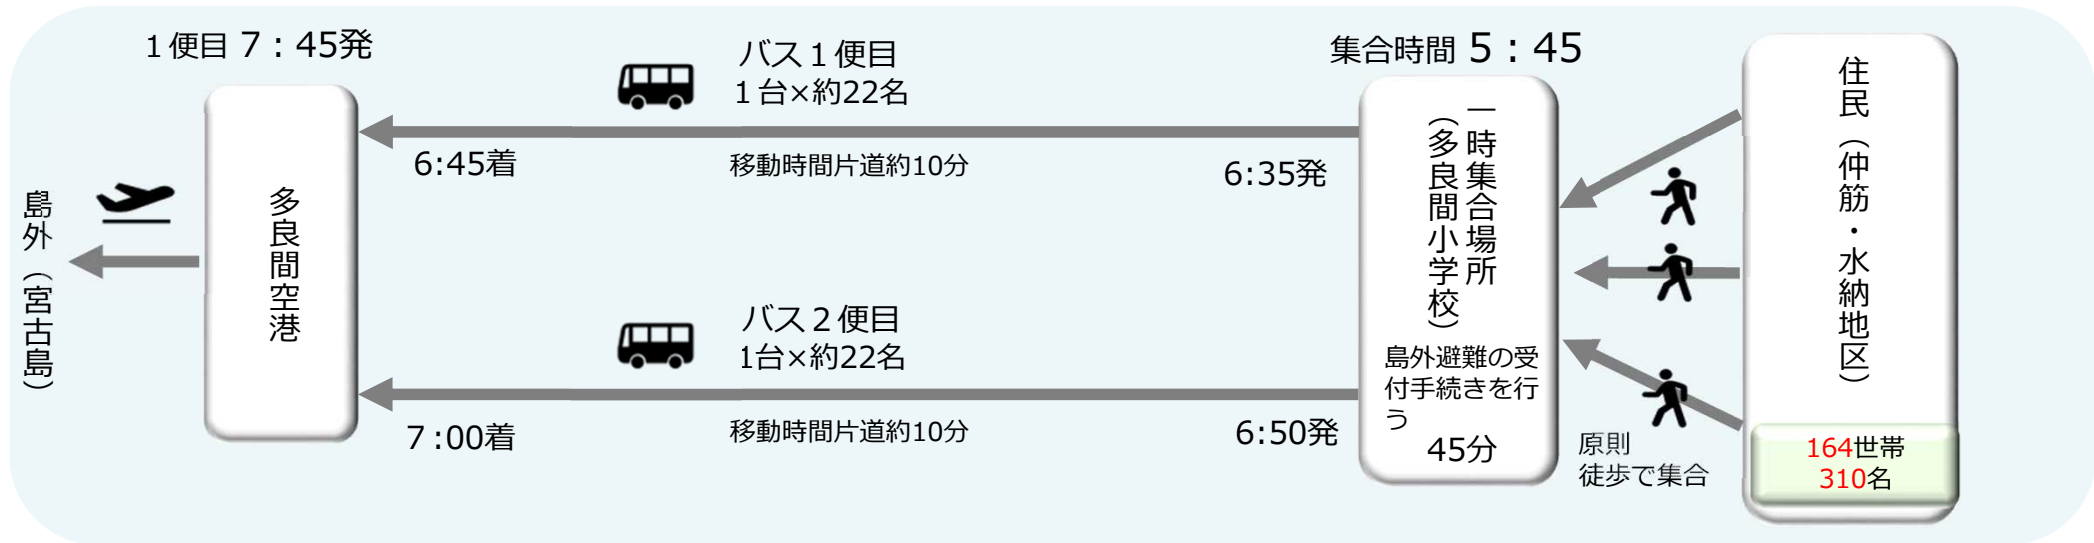 1便目 7：45発
バス１便目
１台×約22名
集合時間 5：45
6:45着
移動時間片道約10分
6:35発
島外（宮古島）
多良間空港
一時集合場所
（多良間小学校）
島外避難の受
付手続きを行
う
45分
住民（仲筋・水納地区）
164世帯
310名
バス２便目
1台×約22名
７:00着
移動時間片道約10分
6:50発
原則
徒歩で集合